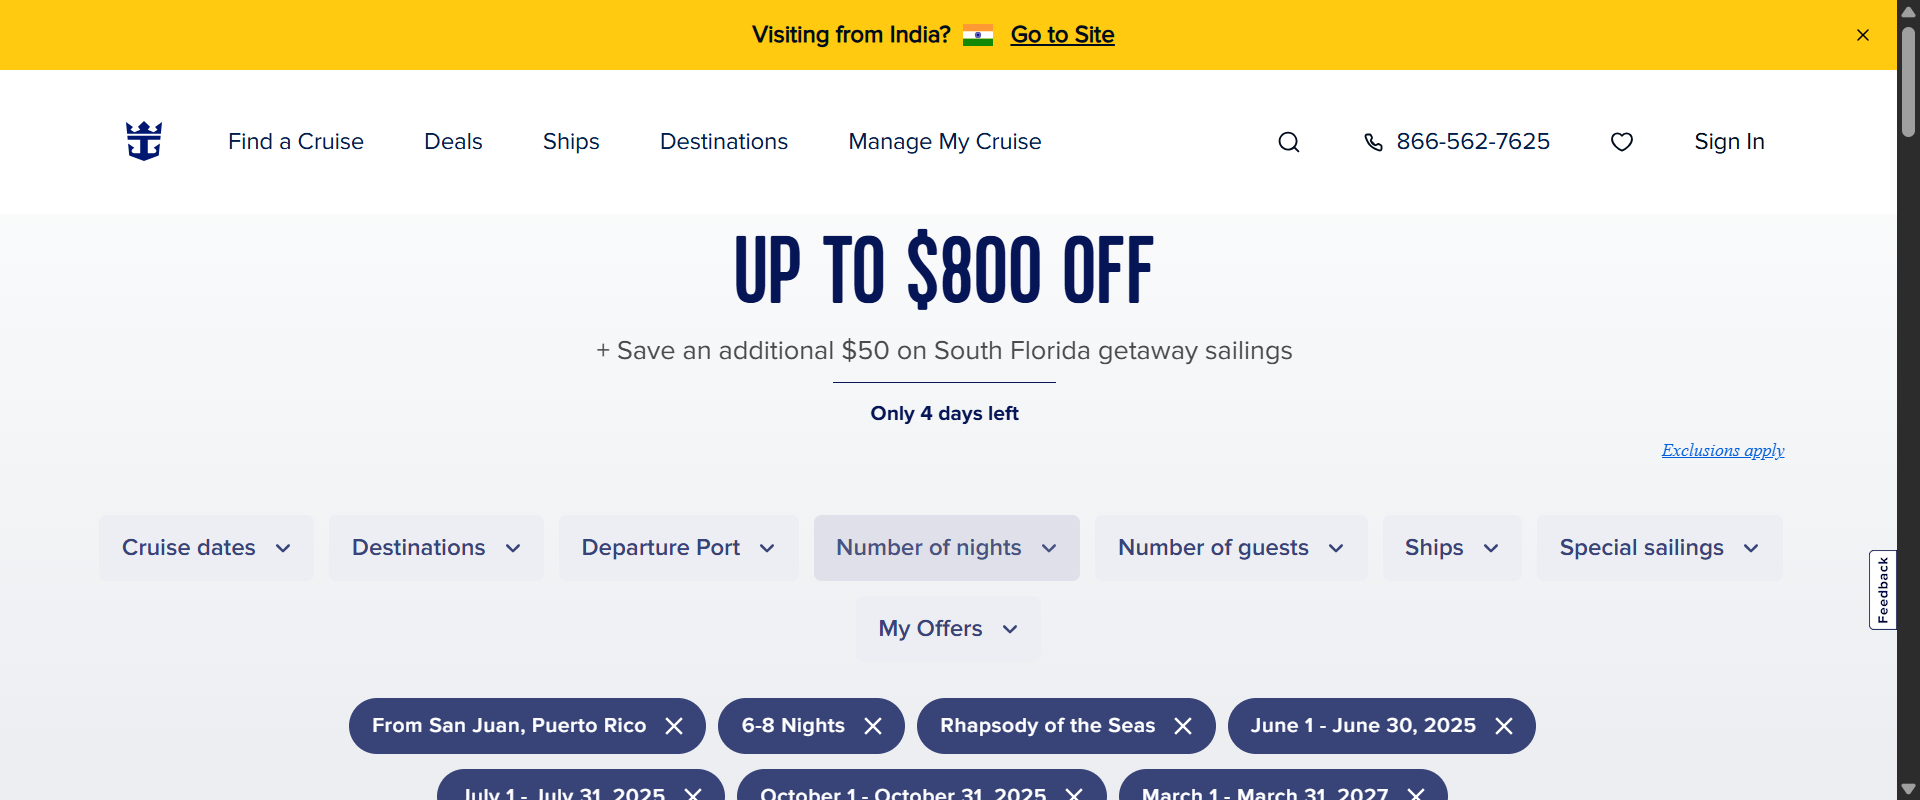 Visiting from India? Go to Site
Find a Cruise Deals Ships Destinations Manage My Cruise 866-562-7625 Sign In
UP TO $800 OFF
+ Save an additional $50 on South Florida getaway sailings
Only 4 days left
Exclusions apply
Cruise dates Destinations Departure Port Number of nights Number of guests Ships Special sailings
Feedback
My Offers
From San Juan, Puerto Rico 6-8 Nights Rhapsody of the Seas June 1 - June 30, 2025
July 1 - July 31, 2025 October 1 - October 31, 2025 March 1 - March 31, 2027